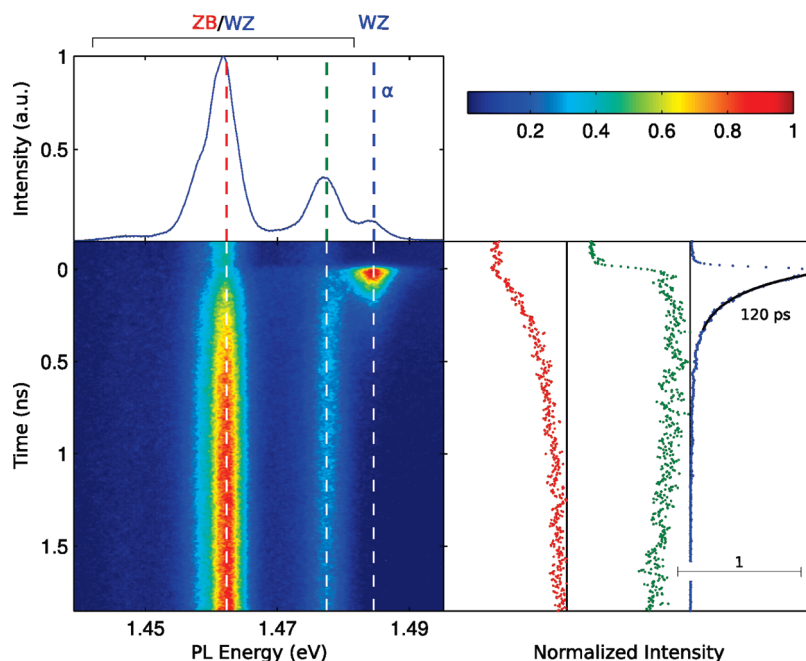 ZB/WZ WZ
α
Intensity (a.u.)
1
0.5
0
0.2 0.4 0.6 0.8 1
Time (ns)
0
0.5
1
1.5
120 ps
1
1.45 1.47 1.49
PL Energy (eV)
Normalized Intensity